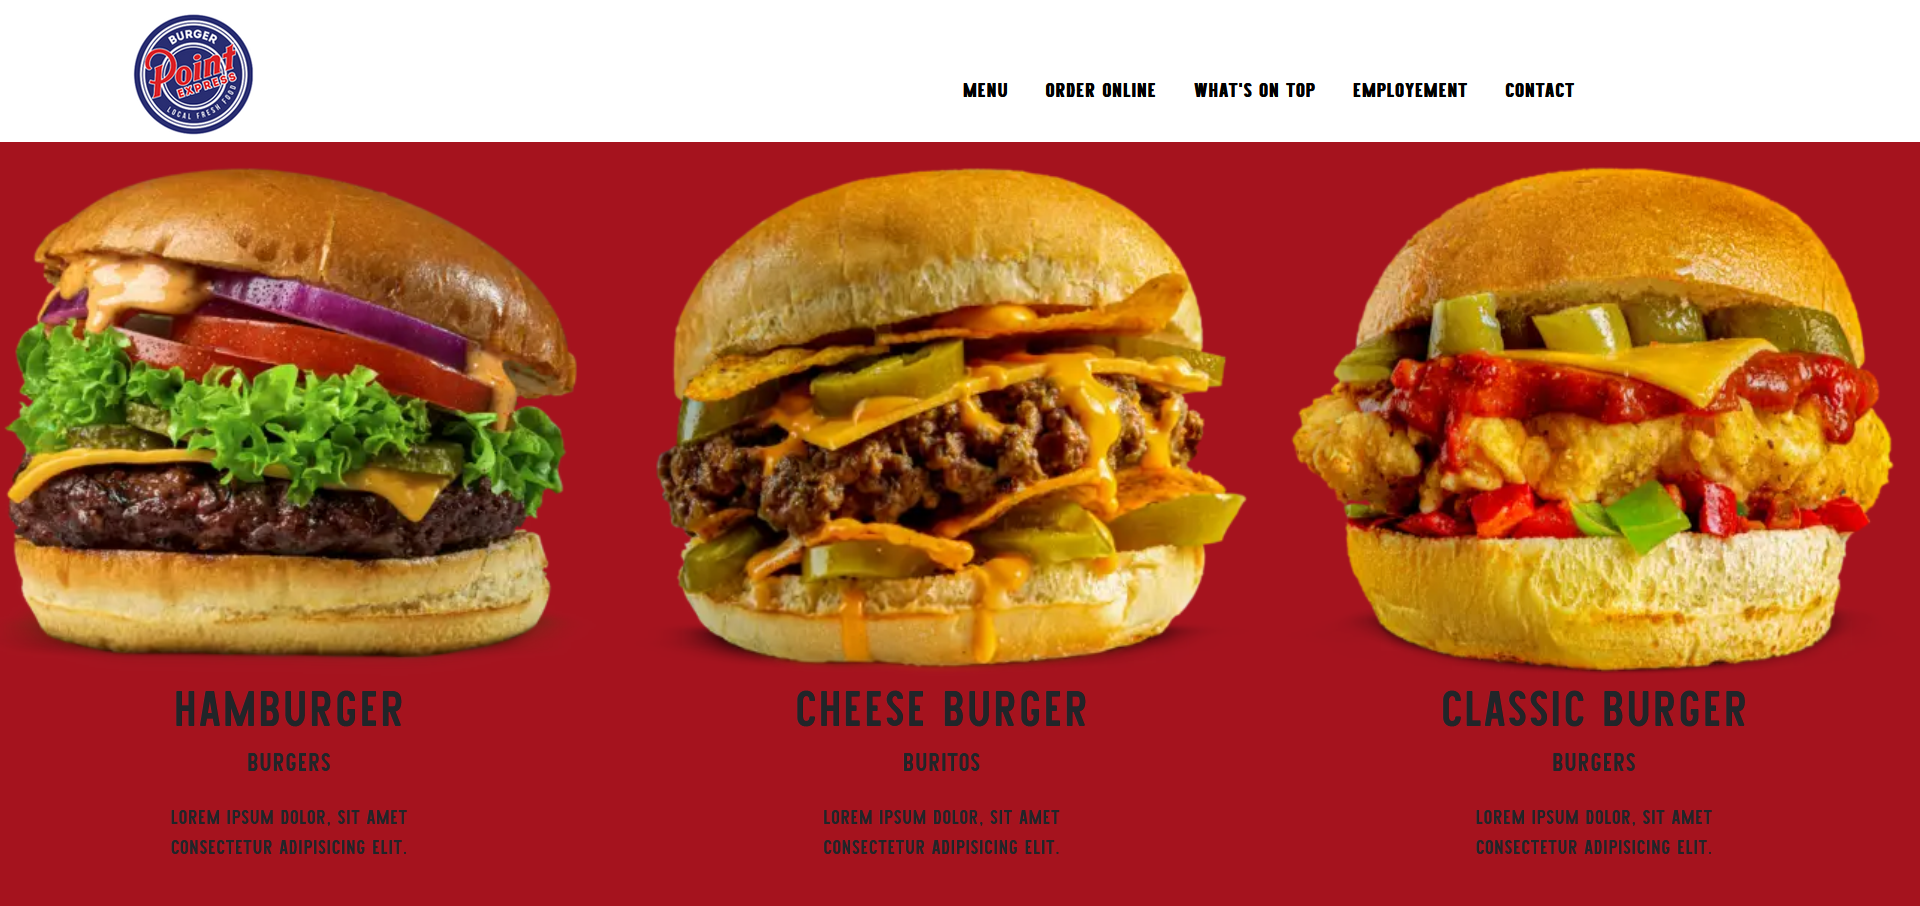 BURGER
Point
EXPRESS
LOCAL FRESH FOOD
MENU ORDER ONLINE WHAT'S ON TOP EMPLOYEMENT CONTACT
HAMBURGER
BURGERS
LOREM IPSUM DOLOR, SIT AMET
CONSECTETUR ADIPISICING ELIT.
CHEESE BURGER
BURITOS
LOREM IPSUM DOLOR, SIT AMET
CONSECTETUR ADIPISICING ELIT.
CLASSIC BURGER
BURGERS
LOREM IPSUM DOLOR, SIT AMET
CONSECTETUR ADIPISICING ELIT.